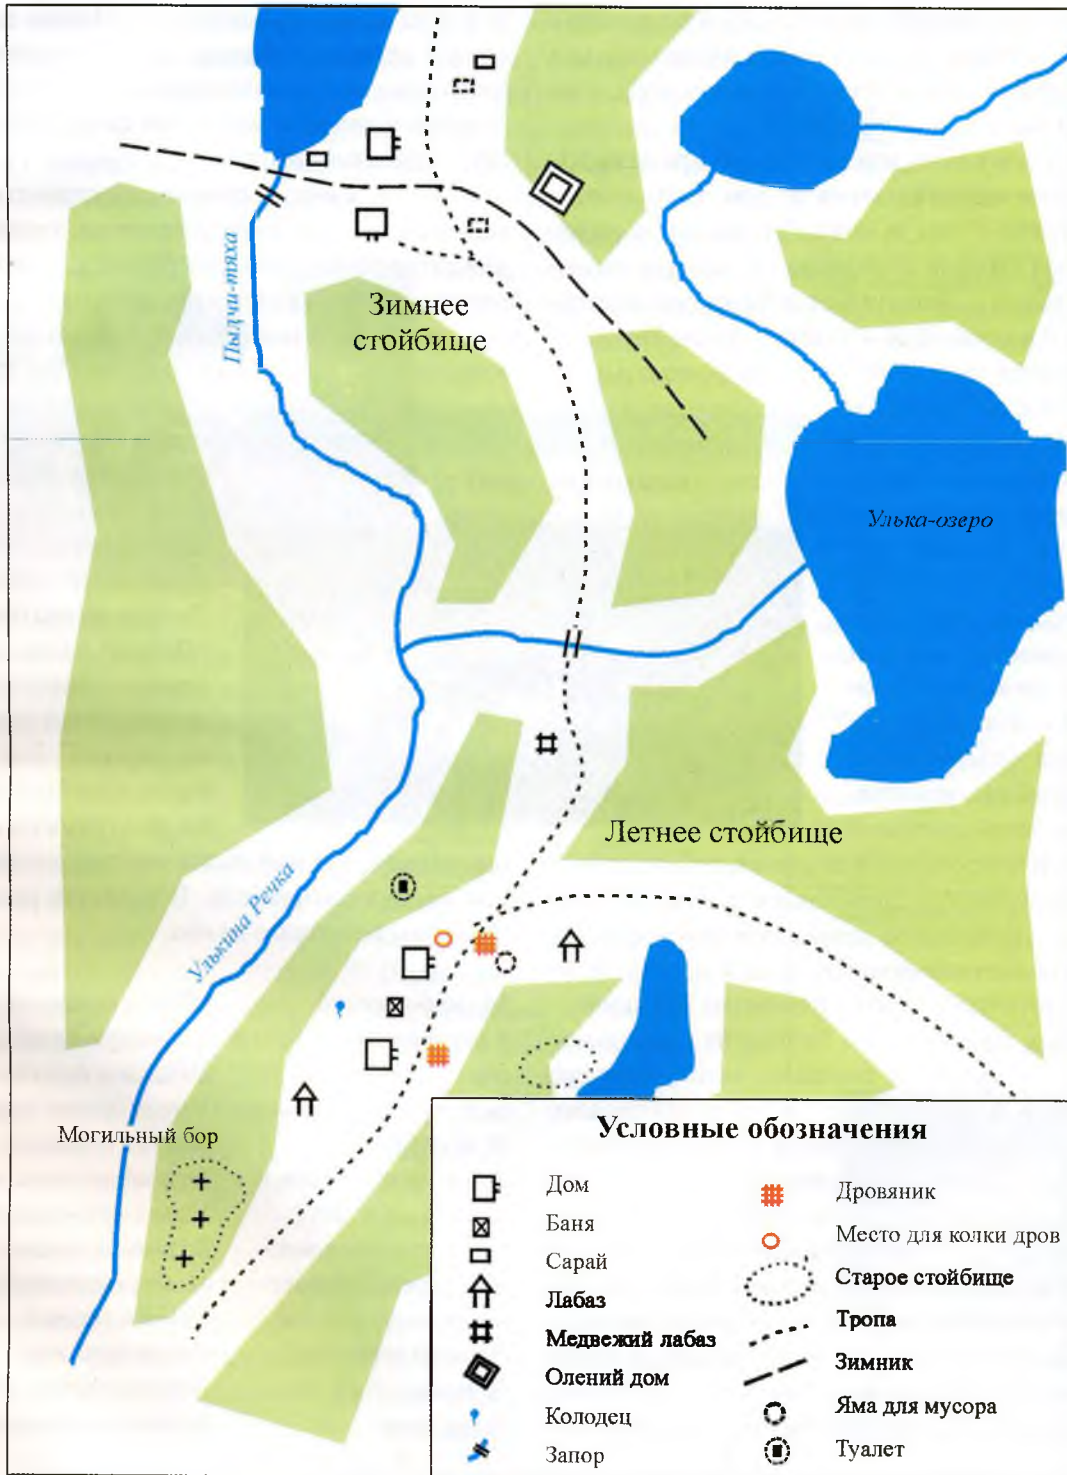 Пылчи-тяха
Зимнее
стойбище
Улька-озеро
Летнее стойбище
Улькина Речка
Могильный бор
Условные обозначения
Дом
Баня
Сарай
Лабаз
Медвежий лабаз
Олений дом
Колодец
Запор
Дровяник
Место для колки дров
Старое стойбище
Тропа
Зимник
Яма для мусора
Туалет